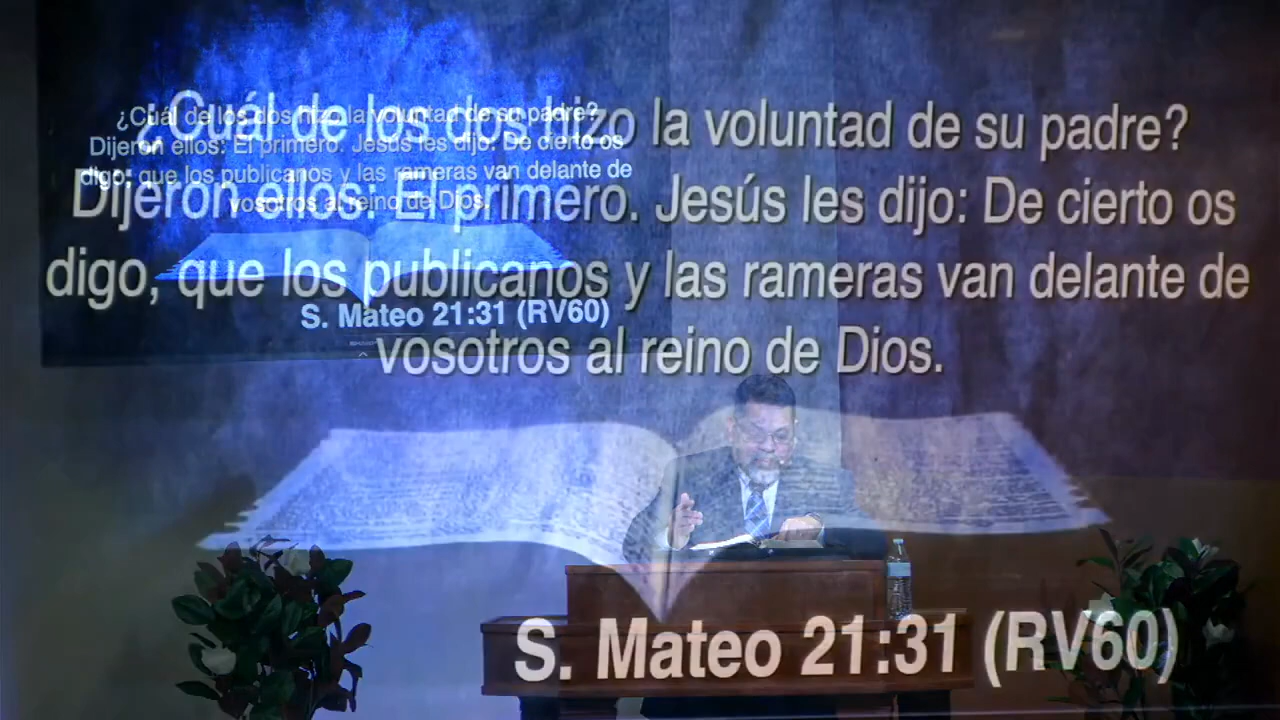 ¿Cuál de los dos hizo la voluntad de su padre?
Dijeron ellos: El primero. Jesús les dijo: De cierto os
digo, que los publicanos y las rameras van delante de
vosotros al reino de Dios.
S. Mateo 21:31 (RV60)
¿Cuál de los dos hizo la voluntad de su padre?
Dijeron ellos: El primero. Jesús les dijo: De cierto os
digo, que los publicanos y las rameras van delante de
vosotros al reino de Dios.
S. Mateo 21:31 (RV60)